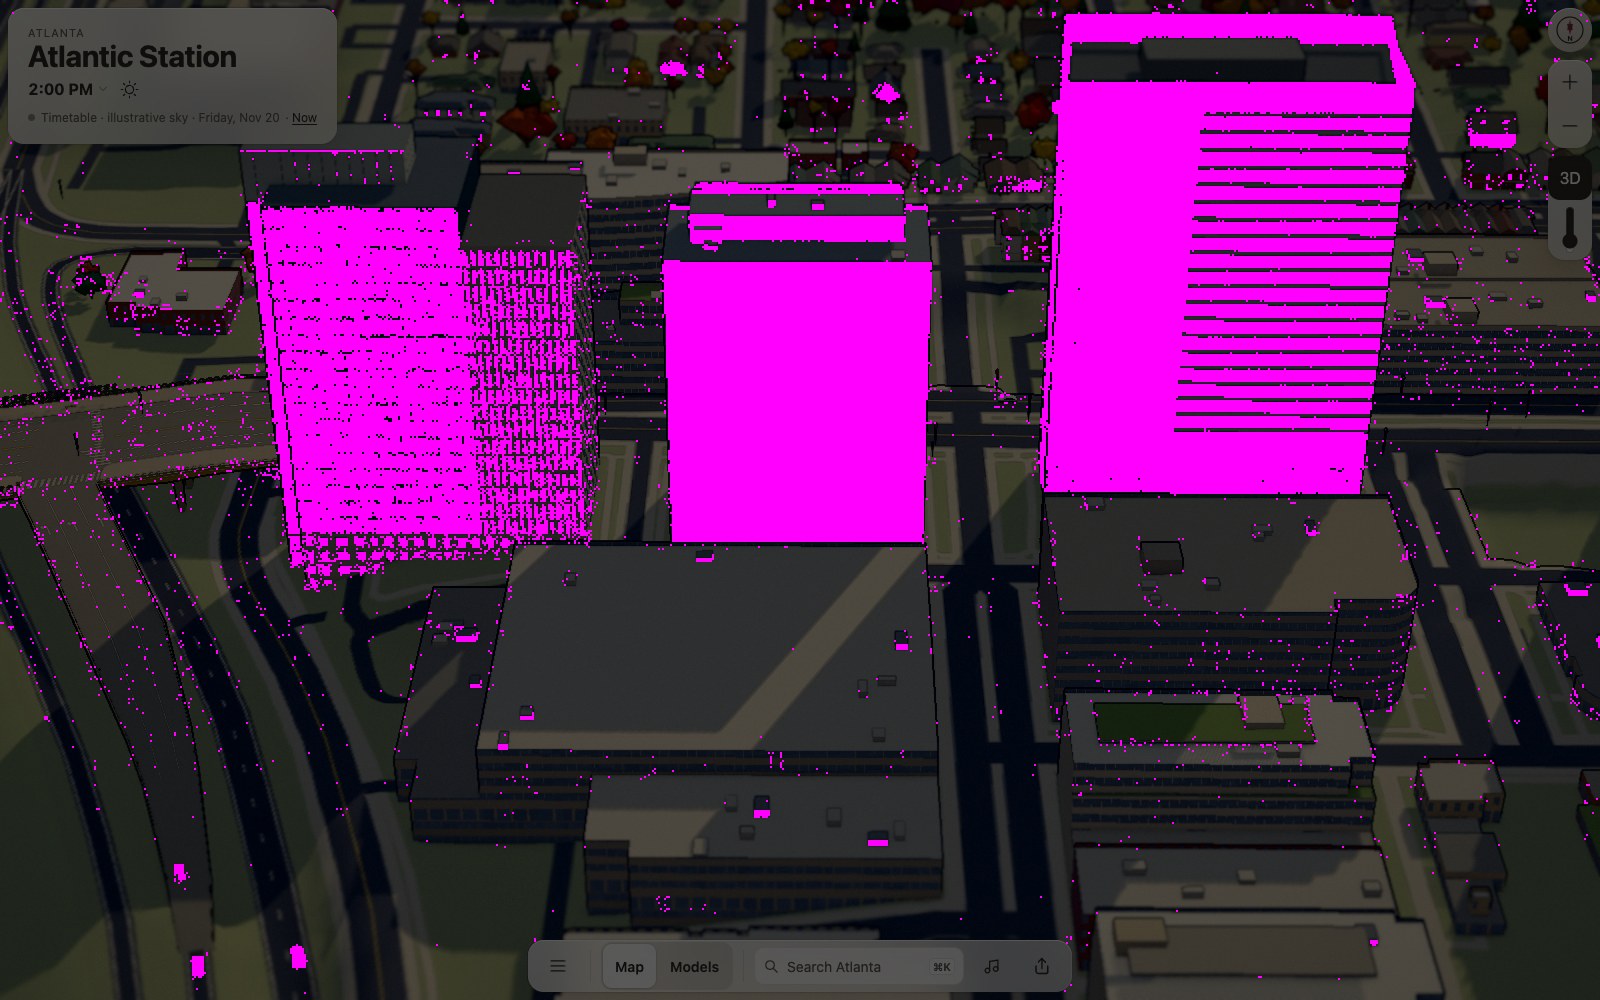 ATLANTA
Atlantic Station
2:00 PM
Timetable · illustrative sky · Friday, Nov 20 · Now
N
3D
Map
Models
Search Atlanta
⌘K